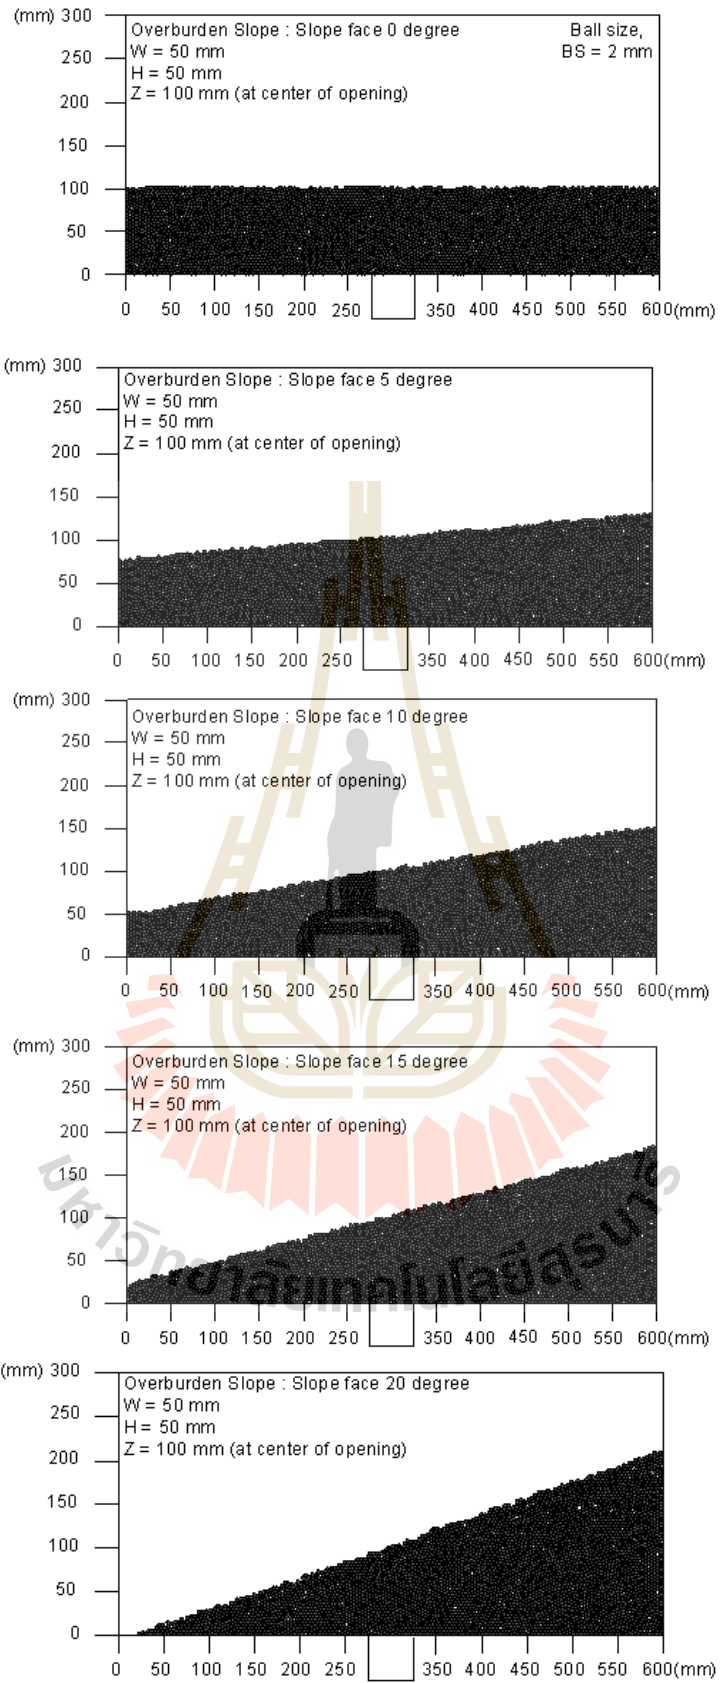 (mm) 300
Overburden Slope : Slope face 0 degree
Ball size,
W = 50 mm
BS = 2 mm
250
H = 50 mm
Z = 100 mm (at center of opening)
200
150
100
50
0
0 50 100 150 200 250 350 400 450 500 550 600(mm)
(mm) 300
Overburden Slope : Slope face 5 degree
W = 50 mm
250
H = 50 mm
Z = 100 mm (at center of opening)
200
150
100
50
0
0 50 100 150 200 250 350 400 450 500 550 600(mm)
(mm) 300
Overburden Slope : Slope face 10 degree
W = 50 mm
250
H = 50 mm
Z = 100 mm (at center of opening)
200
150
100
50
0
0 50 100 150 200 250 350 400 450 500 550 600(mm)
(mm) 300
Overburden Slope : Slope face 15 degree
W = 50 mm
250
H = 50 mm
Z = 100 mm (at center of opening)
200
150
100
50
0
มหาวิทยาลัยเทคโนโลยีสุรนารี
0 50 100 150 200 250 350 400 450 500 550 600(mm)
(mm) 300
Overburden Slope : Slope face 20 degree
W = 50 mm
250
H = 50 mm
Z = 100 mm (at center of opening)
200
150
100
50
0
0 50 100 150 200 250 350 400 450 500 550 600(mm)